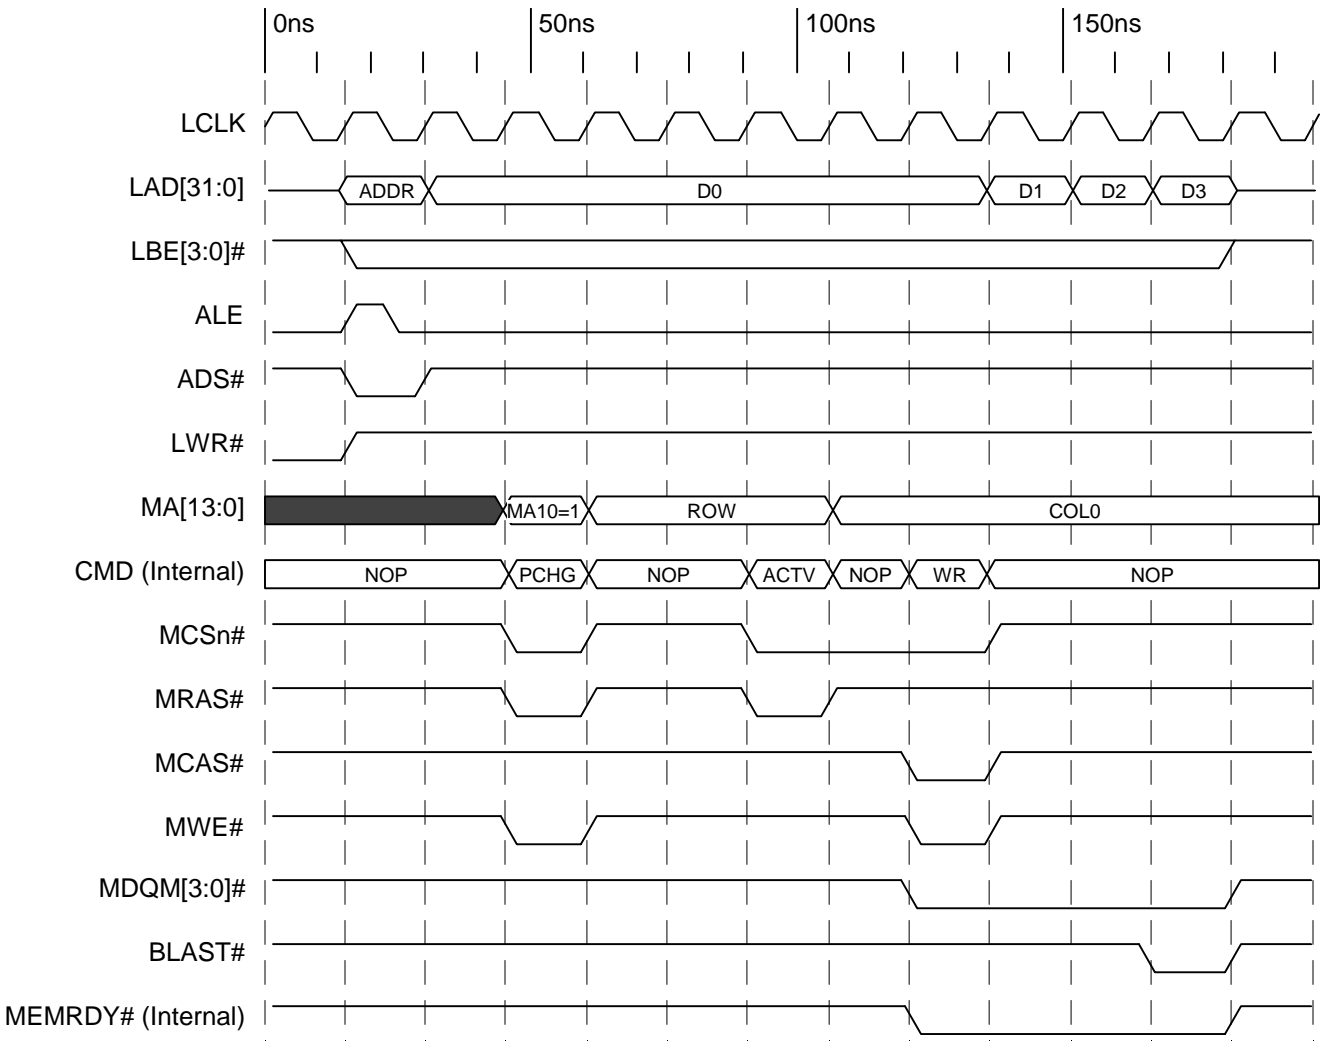 0ns 50ns 100ns 150ns
LCLK
LAD[31:0] ADDR D0 D1 D2 D3
LBE[3:0]#
ALE
ADS#
LWR#
MA[13:0] MA10=1 ROW COL0
CMD (Internal) NOP PCHG NOP ACTV NOP WR NOP
MCSn#
MRAS#
MCAS#
MWE#
MDQM[3:0]#
BLAST#
MEMRDY# (Internal)